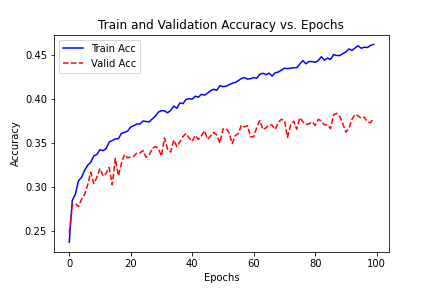 Train and Validation Accuracy vs. Epochs
Train Acc
Valid Acc
0.45
0.40
0.35
0.30
0.25
Accuracy
0 20 40 60 80 100
Epochs